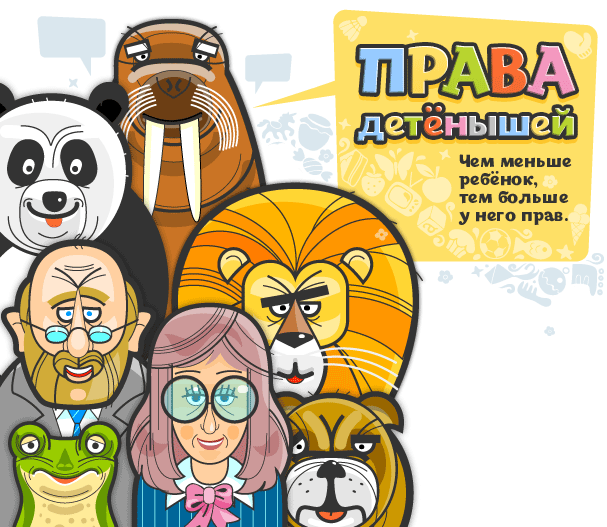 ПРАВА
детёнышей
Чем меньше
ребёнок,
тем больше
у него прав.